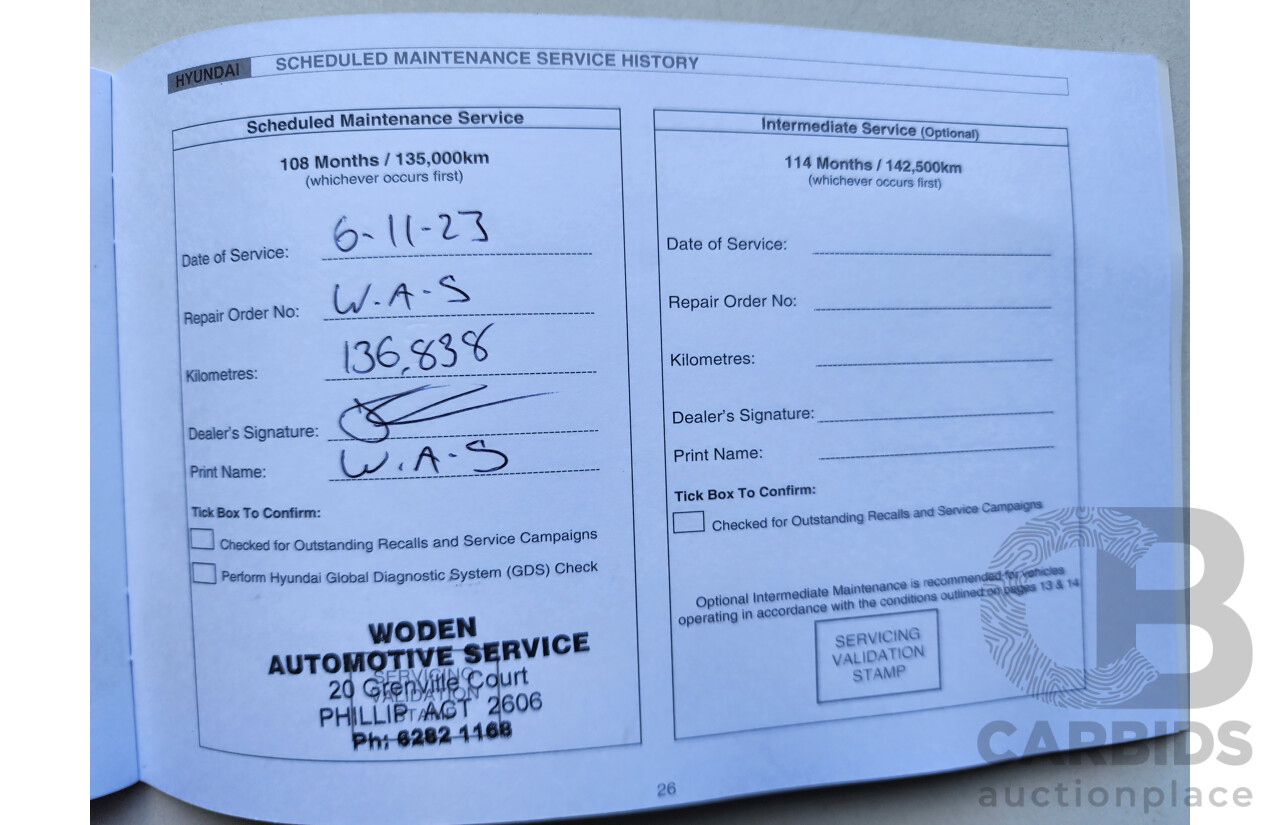 HYUNDAI SCHEDULED MAINTENANCE SERVICE HISTORY
Scheduled Maintenance Service
108 Months / 135,000km
(whichever occurs first)
Date of Service: 6-11-23
Repair Order No: W.A-S
Kilometres: 136,838
Dealer's Signature:
Print Name: W.A-S
Tick Box To Confirm:
Checked for Outstanding Recalls and Service Campaigns
Perform Hyundai Global Diagnostic System (GDS) Check
WODEN
AUTOMOTIVE SERVICE
20 Grenville Court
PHILLIP ACT 2606
Ph: 6282 1168
SERVICING
VALIDATION
STAMP
Intermediate Service (Optional)
114 Months / 142,500km
(whichever occurs first)
Date of Service:
Repair Order No:
Kilometres:
Dealer's Signature:
Print Name:
Tick Box To Confirm:
Checked for Outstanding Recalls and Service Campaigns
Optional Intermediate Maintenance is recommended for vehicles
operating in accordance with the conditions outlined on pages 13 & 14
SERVICING
VALIDATION
STAMP
26
CB
CARBIDS
auctionplace